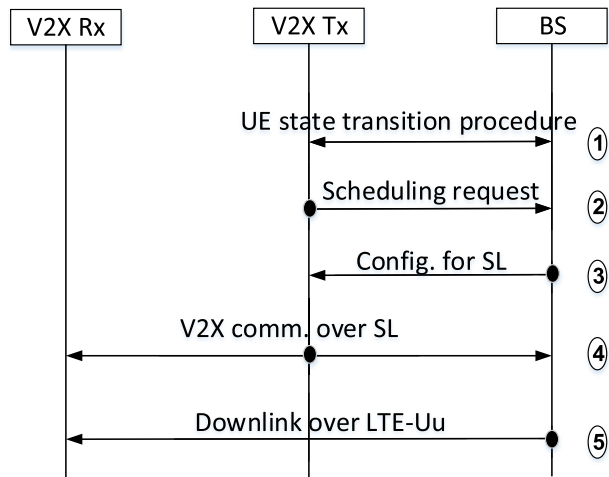 V2X Rx
V2X Tx
BS
UE state transition procedure
1
Scheduling request
2
Config. for SL
3
V2X comm. over SL
4
Downlink over LTE-Uu
5